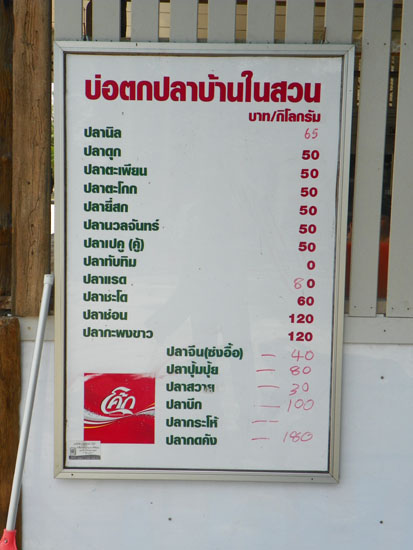 บ่อตกปลาบ้านในสวน
บาท/กิโลกรัม
ปลานิล 65
ปลาดุก 50
ปลาตะเพียน 50
ปลาตะโกก 50
ปลายี่สก 50
ปลานวลจันทร์ 50
ปลาเปคู (คู้) 50
ปลาทับทิม 0
ปลาแรด 80
ปลาชะโด 60
ปลาช่อน 120
ปลากะพงขาว 120
ปลาจีน(ซ่งฮื้อ) — 40
ปลาปุ้มปุ้ย — 80
ปลาสวาย — 30
ปลาบึก — 100
ปลากระโห้ — —
ปลากดคัง — 180
โค้ก